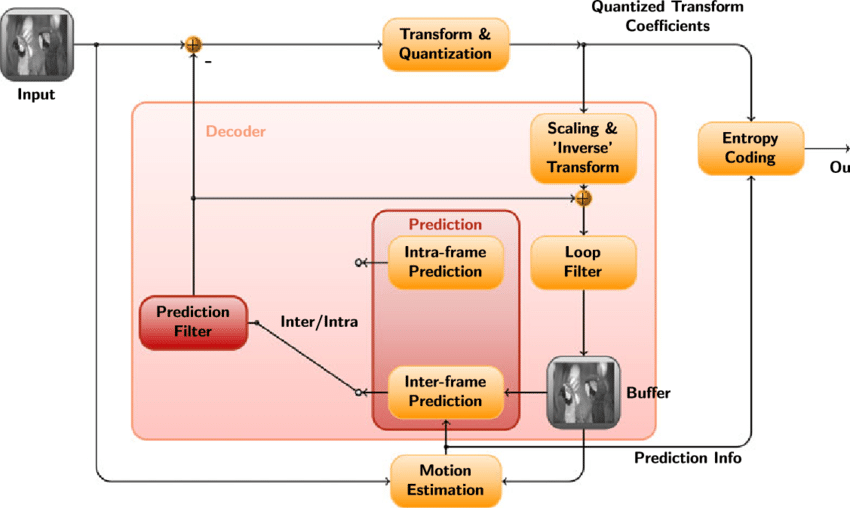 Quantized Transform
Coefficients
Transform &
Quantization
-
Input
Decoder
Scaling &
'Inverse'
Transform
Entropy
Coding
Ou
Prediction
Intra-frame
Prediction
Loop
Filter
Prediction
Filter
Inter/Intra
Inter-frame
Prediction
Buffer
Prediction Info
Motion
Estimation